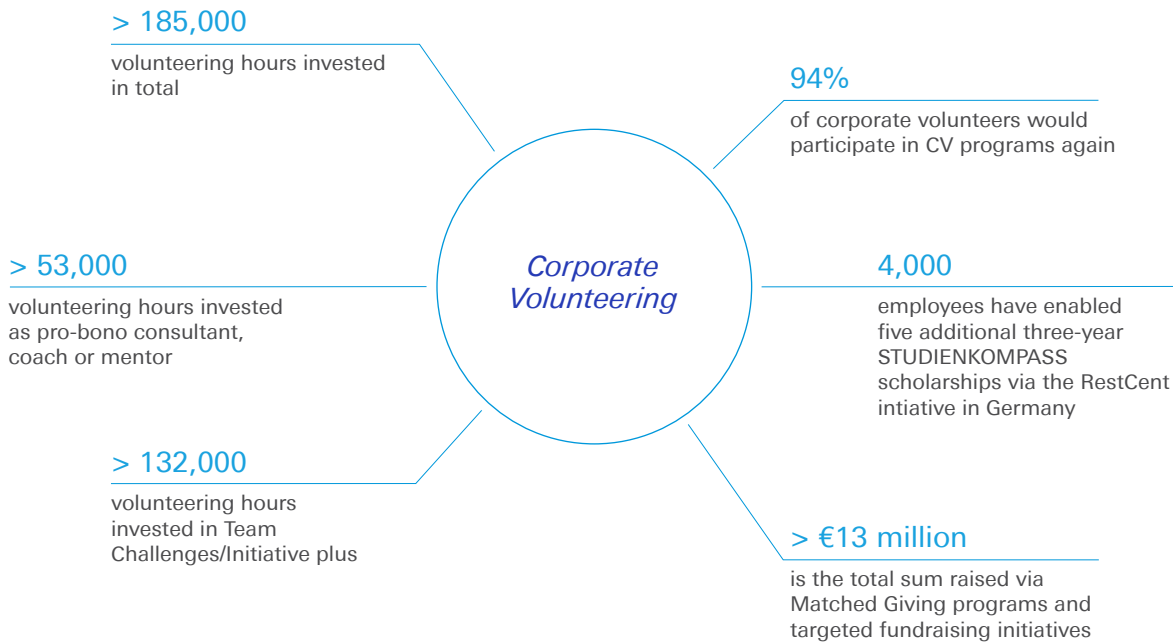 > 185,000
volunteering hours invested
in total
94%
of corporate volunteers would
participate in CV programs again
Corporate
Volunteering
> 53,000
volunteering hours invested
as pro-bono consultant,
coach or mentor
4,000
employees have enabled
five additional three-year
STUDIENKOMPASS
scholarships via the RestCent
intiative in Germany
> 132,000
volunteering hours
invested in Team
Challenges/Initiative plus
> €13 million
is the total sum raised via
Matched Giving programs and
targeted fundraising initiatives